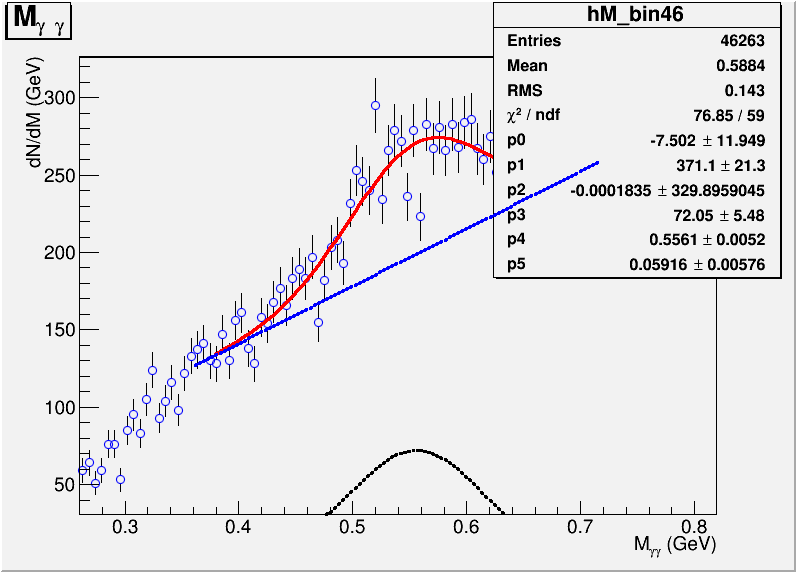 M γ γ
hM_bin46
Entries 46263
Mean 0.5884
RMS 0.143
χ² / ndf 76.85 / 59
p0 -7.502 ± 11.949
p1 371.1 ± 21.3
p2 -0.0001835 ± 329.8959045
p3 72.05 ± 5.48
p4 0.5561 ± 0.0052
p5 0.05916 ± 0.00576
dN/dM (GeV)
300
250
200
150
100
50
0.3 0.4 0.5 0.6 0.7 0.8
Mγγ (GeV)